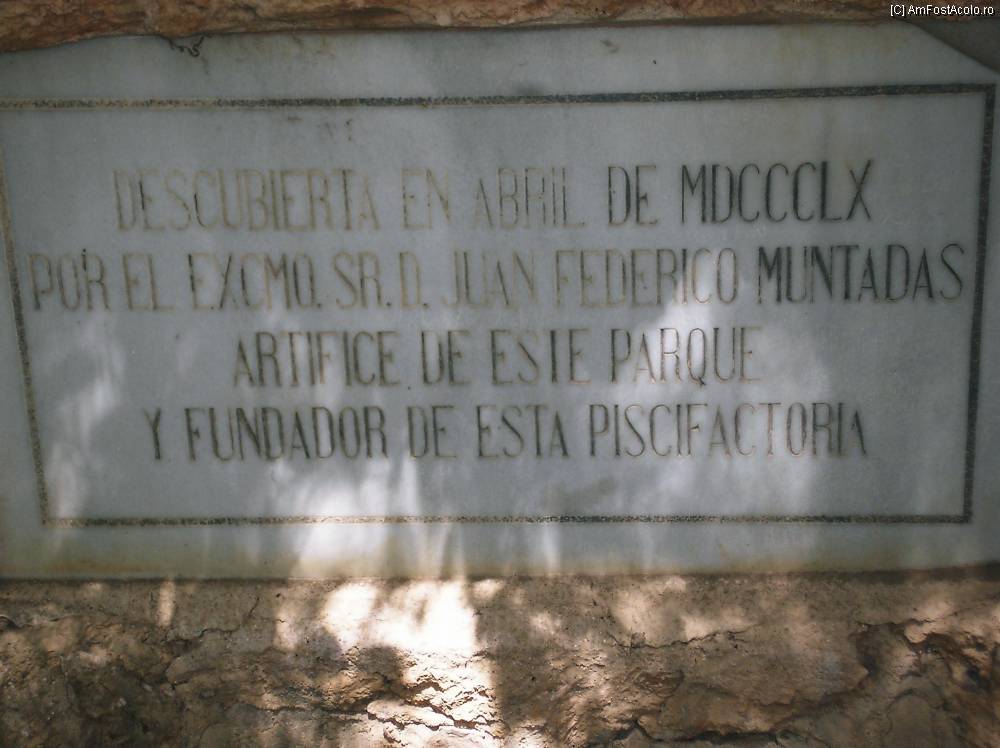 [C] AmFostAcolo.ro
DESCUBIERTA EN ABRIL DE MDCCCLX
POR EL EXCMO. SR. D. JUAN FEDERICO MUNTADAS
ARTIFICE DE ESTE PARQUE
Y FUNDADOR DE ESTA PISCIFACTORIA